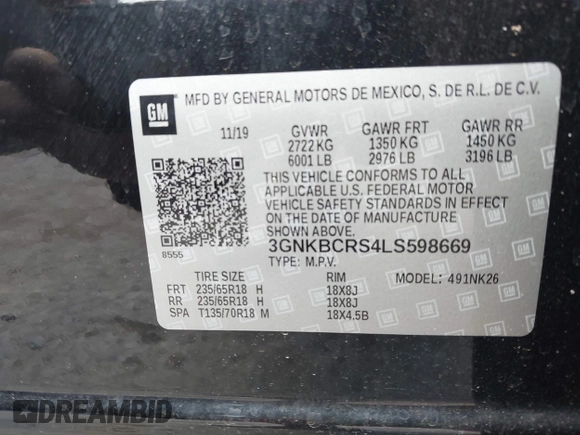 GM
MFD BY GENERAL MOTORS DE MEXICO, S. DE R.L. DE C.V.
11/19 GVWR GAWR FRT GAWR RR
2722 KG 1350 KG 1450 KG
6001 LB 2976 LB 3196 LB
THIS VEHICLE CONFORMS TO ALL
APPLICABLE U.S. FEDERAL MOTOR
VEHICLE SAFETY STANDARDS IN EFFECT
ON THE DATE OF MANUFACTURE
SHOWN ABOVE.
8555
3GNKBCRS4LS598669
TYPE: M.P.V.
TIRE SIZE RIM MODEL: 491NK26
FRT 235/65R18 H 18X8J
RR 235/65R18 H 18X8J
SPA T135/70R18 M 18X4.5B
DREAMBID